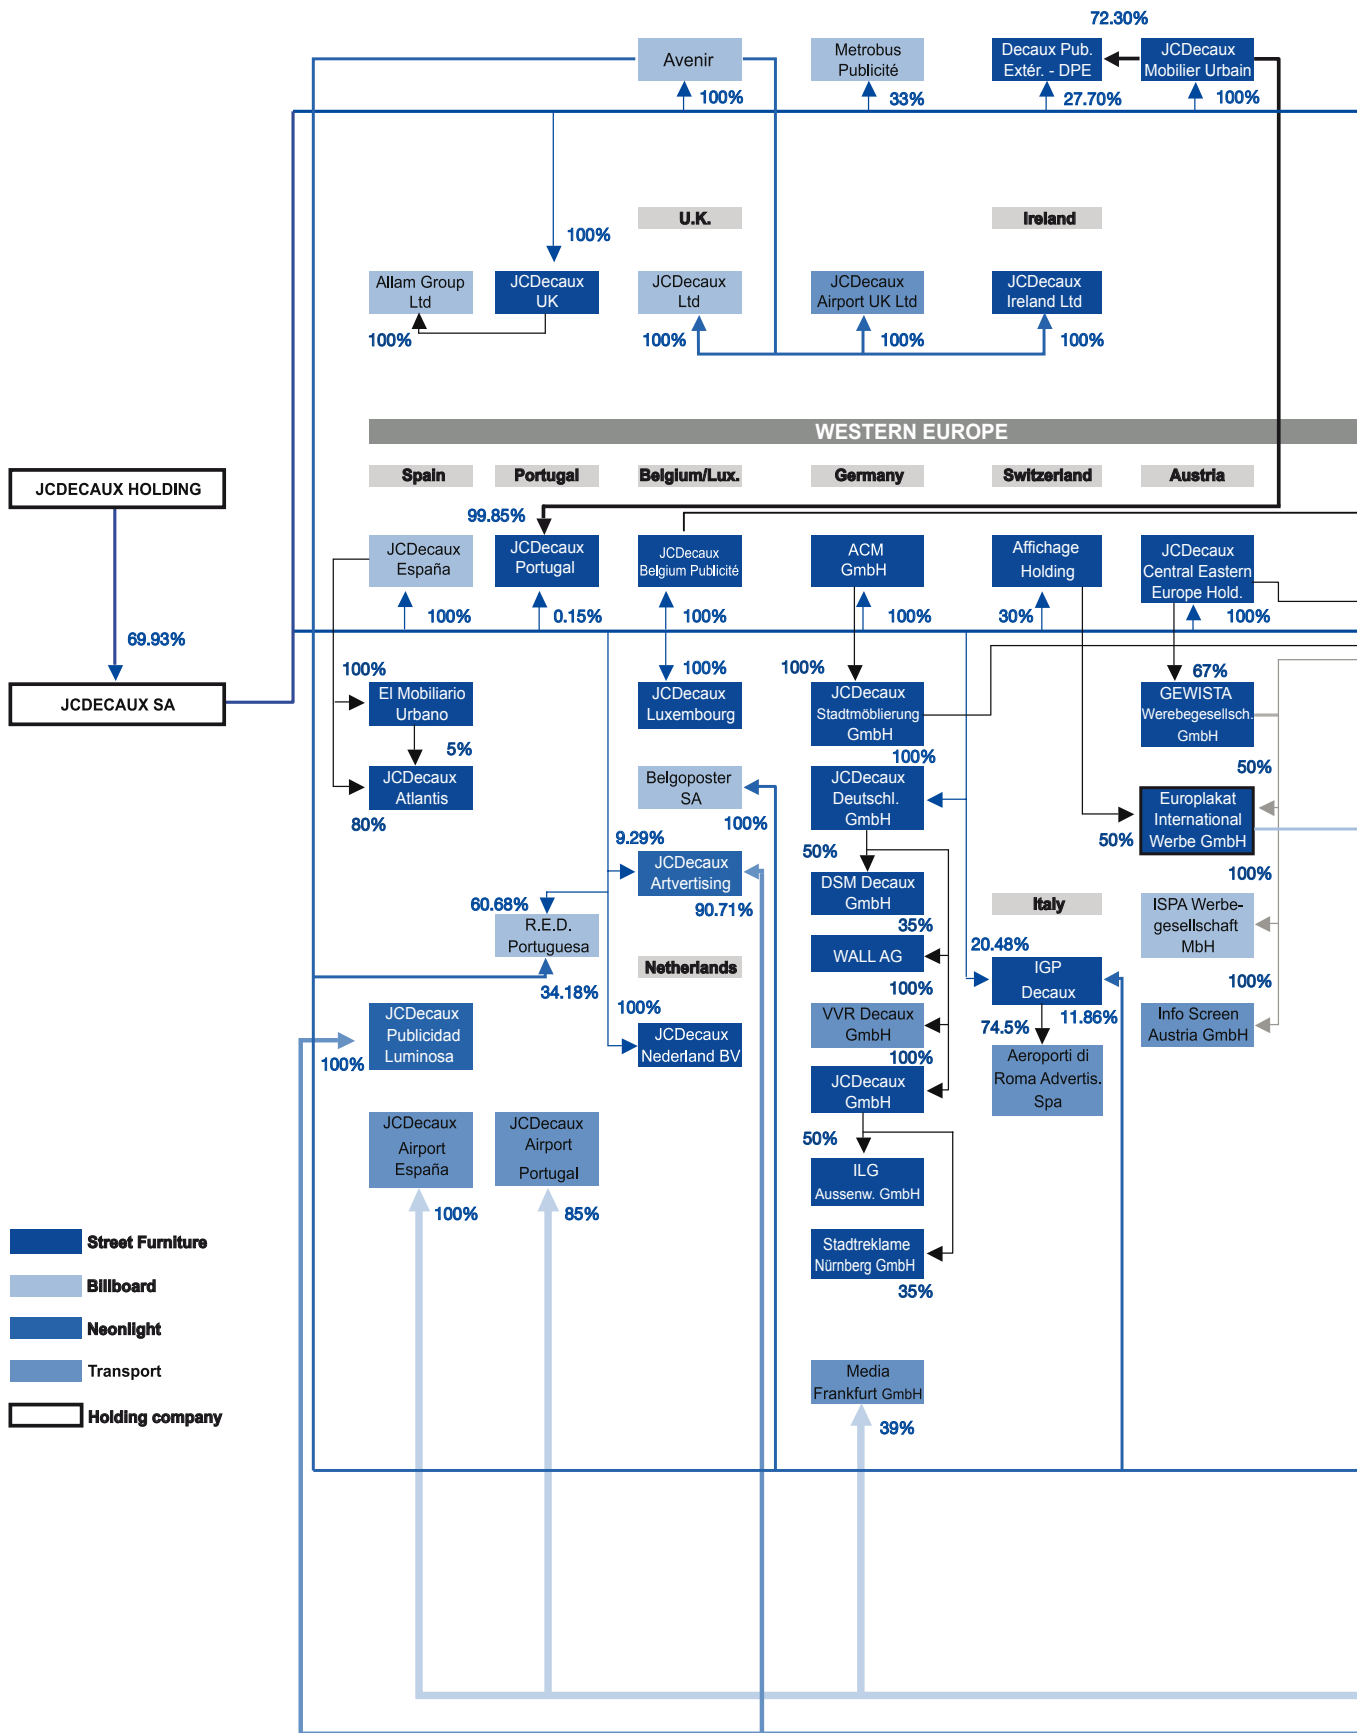 72.30%
Avenir
Metrobus
Publicité
Decaux Pub.
Extér. - DPE
JCDecaux
Mobilier Urbain
100%
33%
27.70%
100%
U.K.
Ireland
100%
Allam Group
Ltd
JCDecaux
UK
JCDecaux
Ltd
JCDecaux
Airport UK Ltd
JCDecaux
Ireland Ltd
100%
100%
100%
100%
WESTERN EUROPE
Spain
Portugal
Belgium/Lux.
Germany
Switzerland
Austria
JCDECAUX HOLDING
99.85%
JCDecaux
España
JCDecaux
Portugal
JCDecaux
Belgium Publicité
ACM
GmbH
Affichage
Holding
JCDecaux
Central Eastern
Europe Hold.
100%
0.15%
100%
100%
30%
100%
69.93%
100%
100%
100%
67%
JCDECAUX SA
El Mobiliario
Urbano
JCDecaux
Luxembourg
JCDecaux
Stadtmöblierung
GmbH
GEWISTA
Werebegesellsch.
GmbH
5%
100%
50%
JCDecaux
Atlantis
Belgoposter
SA
JCDecaux
Deutschl.
GmbH
Europlakat
International
Werbe GmbH
80%
100%
9.29%
50%
50%
100%
JCDecaux
Artvertising
DSM Decaux
GmbH
60.68%
90.71%
35%
Italy
ISPA Werbe-
gesellschaft
MbH
R.E.D.
Portuguesa
WALL AG
20.48%
Netherlands
IGP
Decaux
34.18%
100%
100%
100%
JCDecaux
Publicidad
Luminosa
JCDecaux
Nederland BV
VVR Decaux
GmbH
74.5%
11.86%
Info Screen
Austria GmbH
100%
100%
Aeroporti di
Roma Advertis.
Spa
JCDecaux
GmbH
JCDecaux
Airport
España
JCDecaux
Airport
Portugal
50%
ILG
Aussenw. GmbH
100%
85%
Street Furniture
Stadtreklame
Nürnberg GmbH
35%
Billboard
Neonlight
Transport
Media
Frankfurt GmbH
Holding company
39%